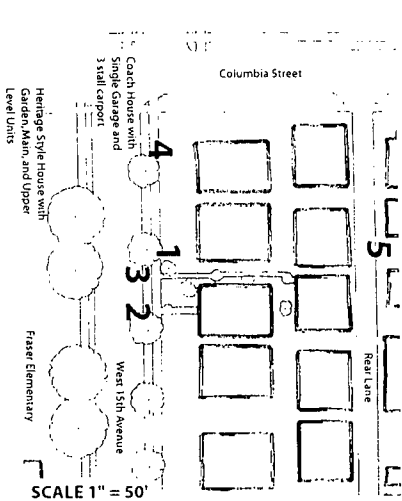 Columbia Street
Coach House with
Single Garage and
3 stall carport
Heritage Style House with
Garden, Main, and Upper
Level Units
4
1
3
2
5
Rear Lane
West 15th Avenue
Fraser Elementary
SCALE 1" = 50'